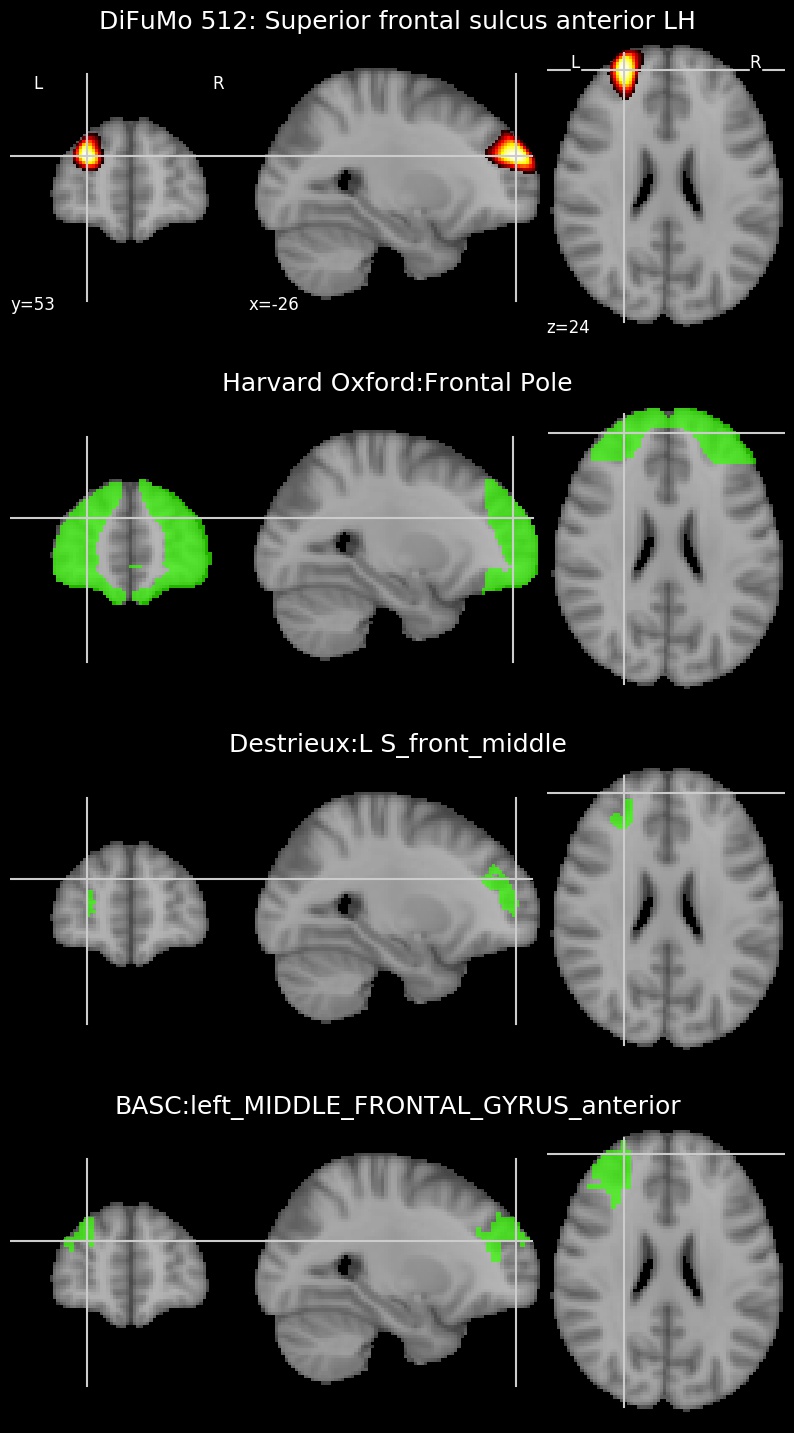 DiFuMo 512: Superior frontal sulcus anterior LH
L R L R
y=53 x=-26 z=24
Harvard Oxford:Frontal Pole
Destrieux:L S_front_middle
BASC:left_MIDDLE_FRONTAL_GYRUS_anterior